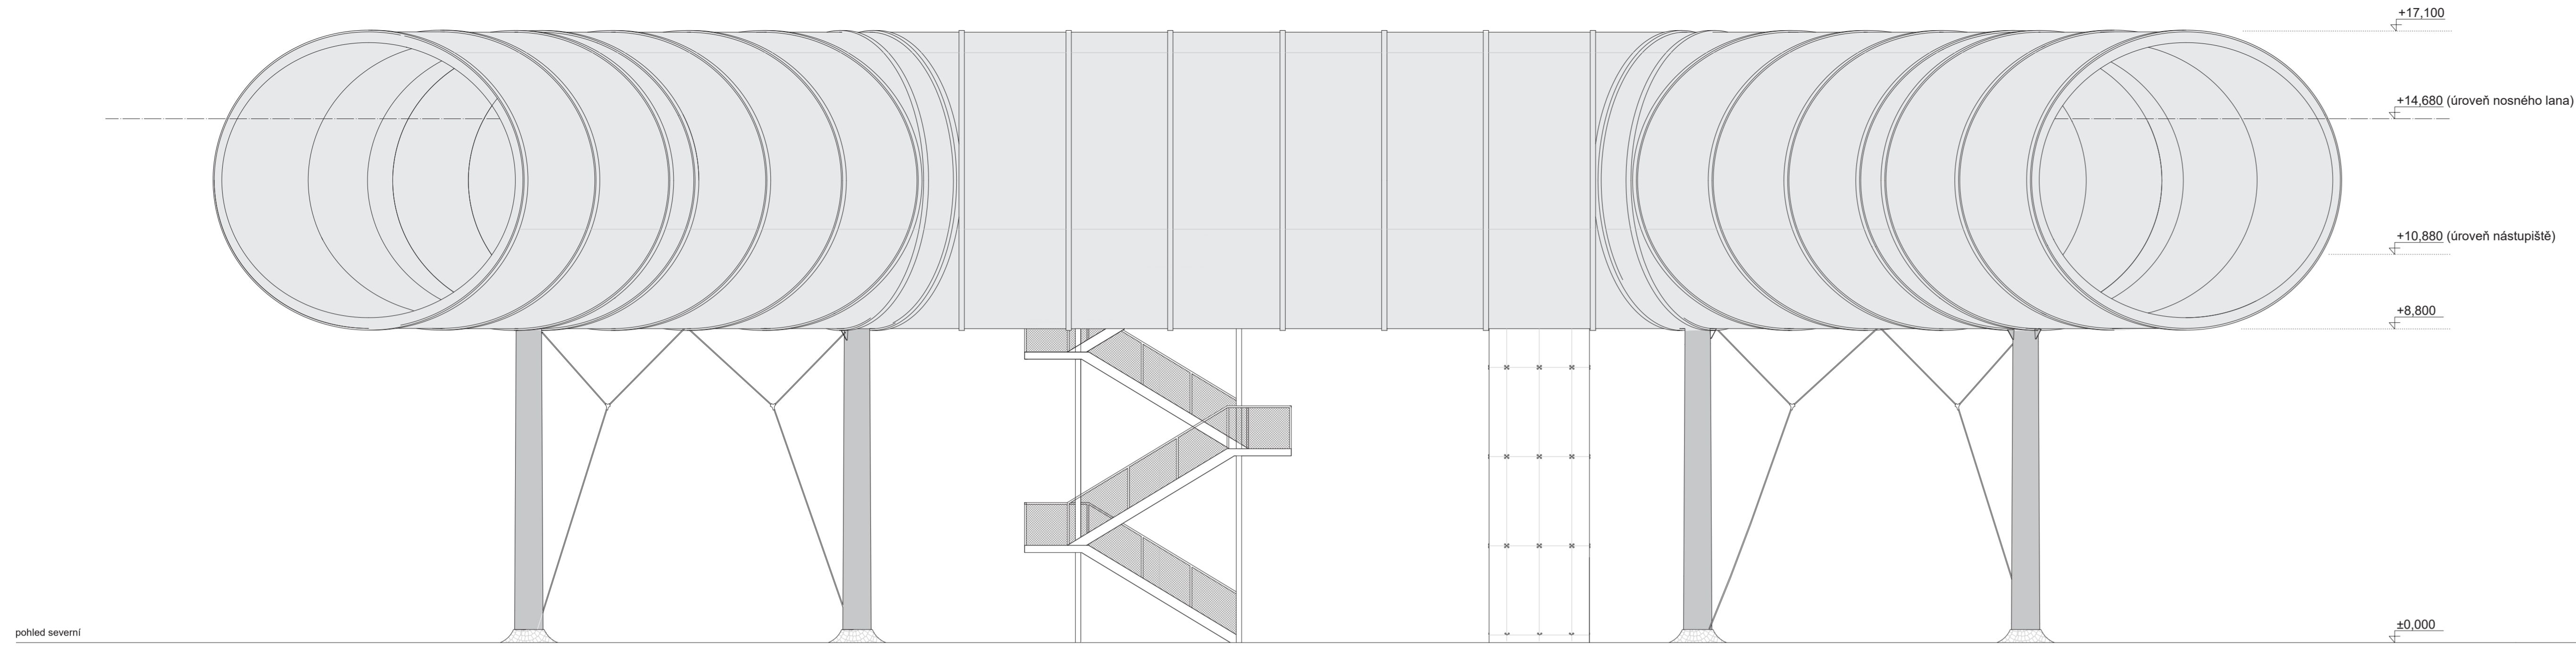 +17,100
+14,680 (úroveň nosného lana)
+10,880 (úroveň nástupiště)
+8,800
pohled severní
±0,000